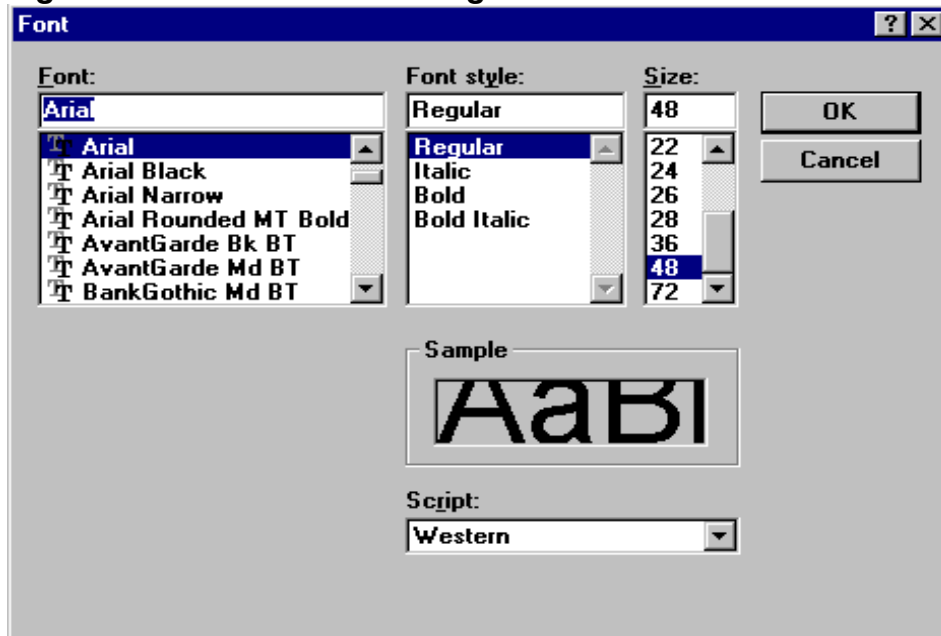 Font
Font:
Arial
Arial
Arial Black
Arial Narrow
Arial Rounded MT Bold
AvantGarde Bk BT
AvantGarde Md BT
BankGothic Md BT
Font style:
Regular
Regular
Italic
Bold
Bold Italic
Size:
48
22
24
26
28
36
48
72
OK
Cancel
Sample
AaB
Script:
Western